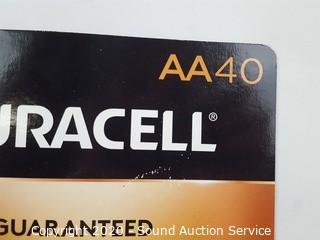 AA40
URACELL®
GUARANTEED
Copyright 2020 - Sound Auction Service